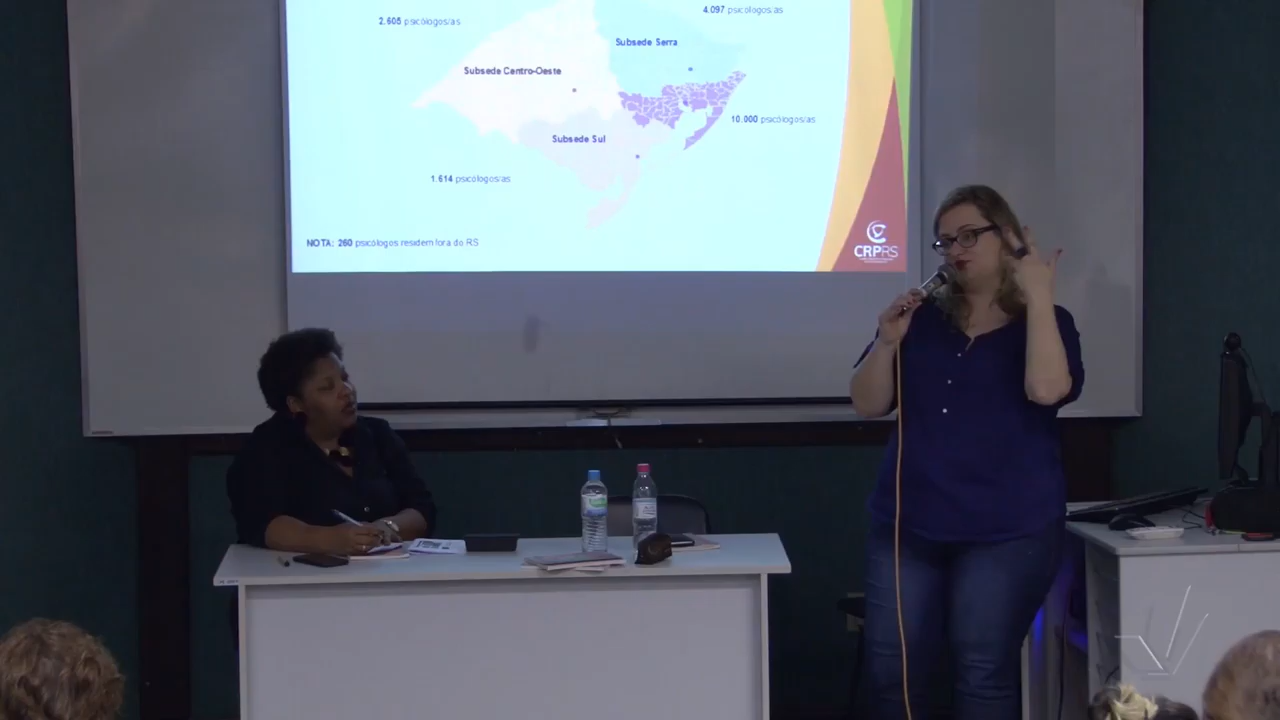 4.097 psicólogos/as
2.605 psicólogos/as
Subsede Serra
Subsede Centro-Oeste
10.000 psicólogos/as
Subsede Sul
1.614 psicólogos/as
NOTA: 260 psicólogos residem fora do RS
CRPRS